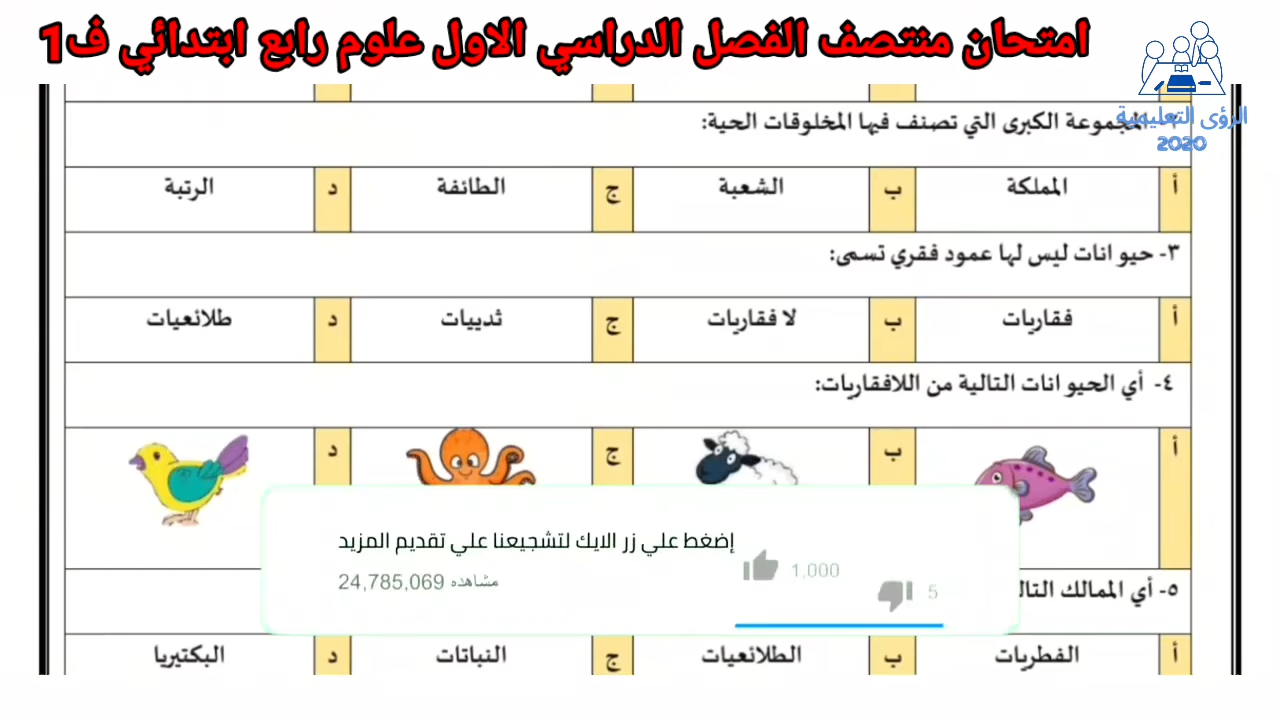 امتحان منتصف الفصل الدراسي الاول علوم رابع ابتدائي ف1
الرؤى التعليمية
2020
المجموعة الكبرى التي تصنف فيها المخلوقات الحية:
أ المملكة ب الشعبة ج الطائفة د الرتبة
٣- حيوانات ليس لها عمود فقري تسمى:
أ فقاريات ب لا فقاريات ج ثدييات د طلائعيات
٤- أي الحيوانات التالية من اللافقاريات:
أ ب ج د
إضغط علي زر الايك لتشجيعنا علي تقديم المزيد
24,785,069 مشاهده
1,000
5
٥- أي الممالك
أ الفطريات ب الطلائعيات ج النباتات د البكتيريا